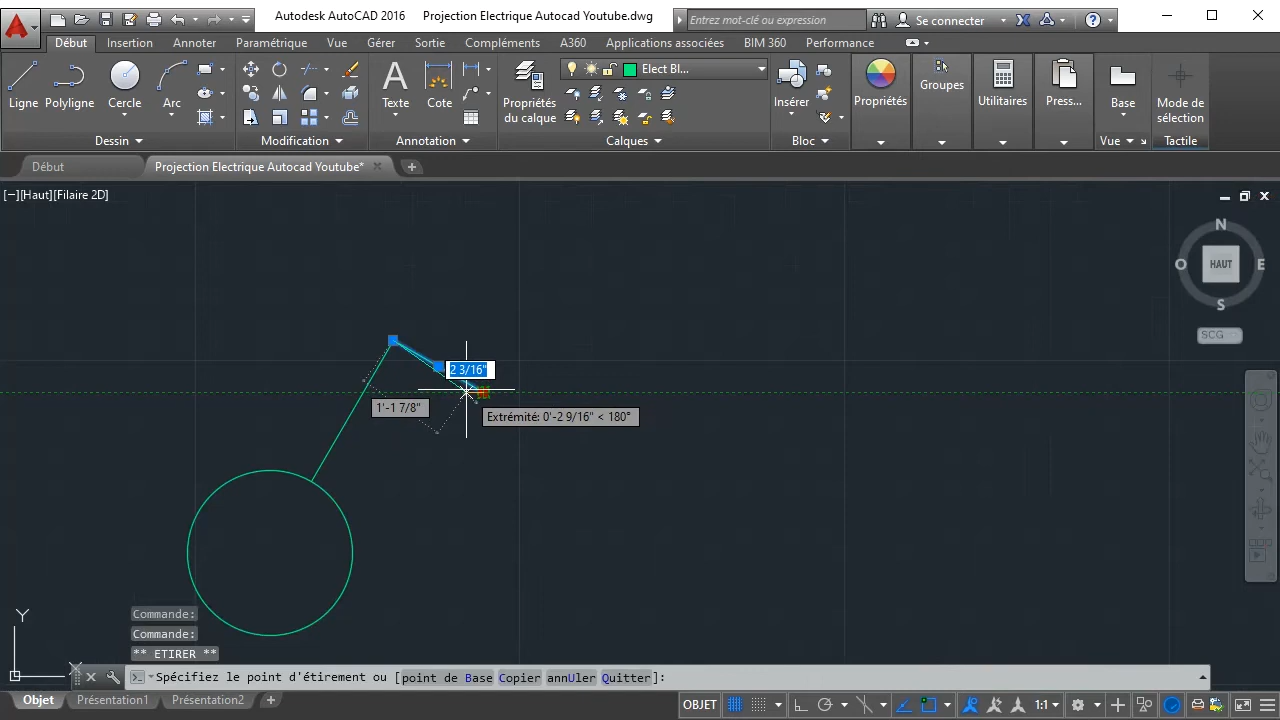 Autodesk AutoCAD 2016 Projection Electrique Autocad Youtube.dwg Entrez mot-clé ou expression Se connecter
Début Insertion Annoter Paramétrique Vue Gérer Sortie Compléments A360 Applications associées BIM 360 Performance
Ligne Polyligne Cercle Arc
Dessin
Modification
Texte Cote
Annotation
Elect Bl...
Propriétés du calque
Calques
Insérer
Bloc
Propriétés
Groupes
Utilitaires
Press...
Base
Vue
Mode de sélection
Tactile
Début Projection Electrique Autocad Youtube*
[−][Haut][Filaire 2D]
N
O HAUT E
S
SCG
2 3/16"
1'-1 7/8"
Extrémité: 0'-2 9/16" < 180°
Y
X
Commande:
Commande:
** ETIRER **
Spécifiez le point d'étirement ou [point de Base Copier annUler Quitter]:
Objet Présentation1 Présentation2 OBJET 1:1